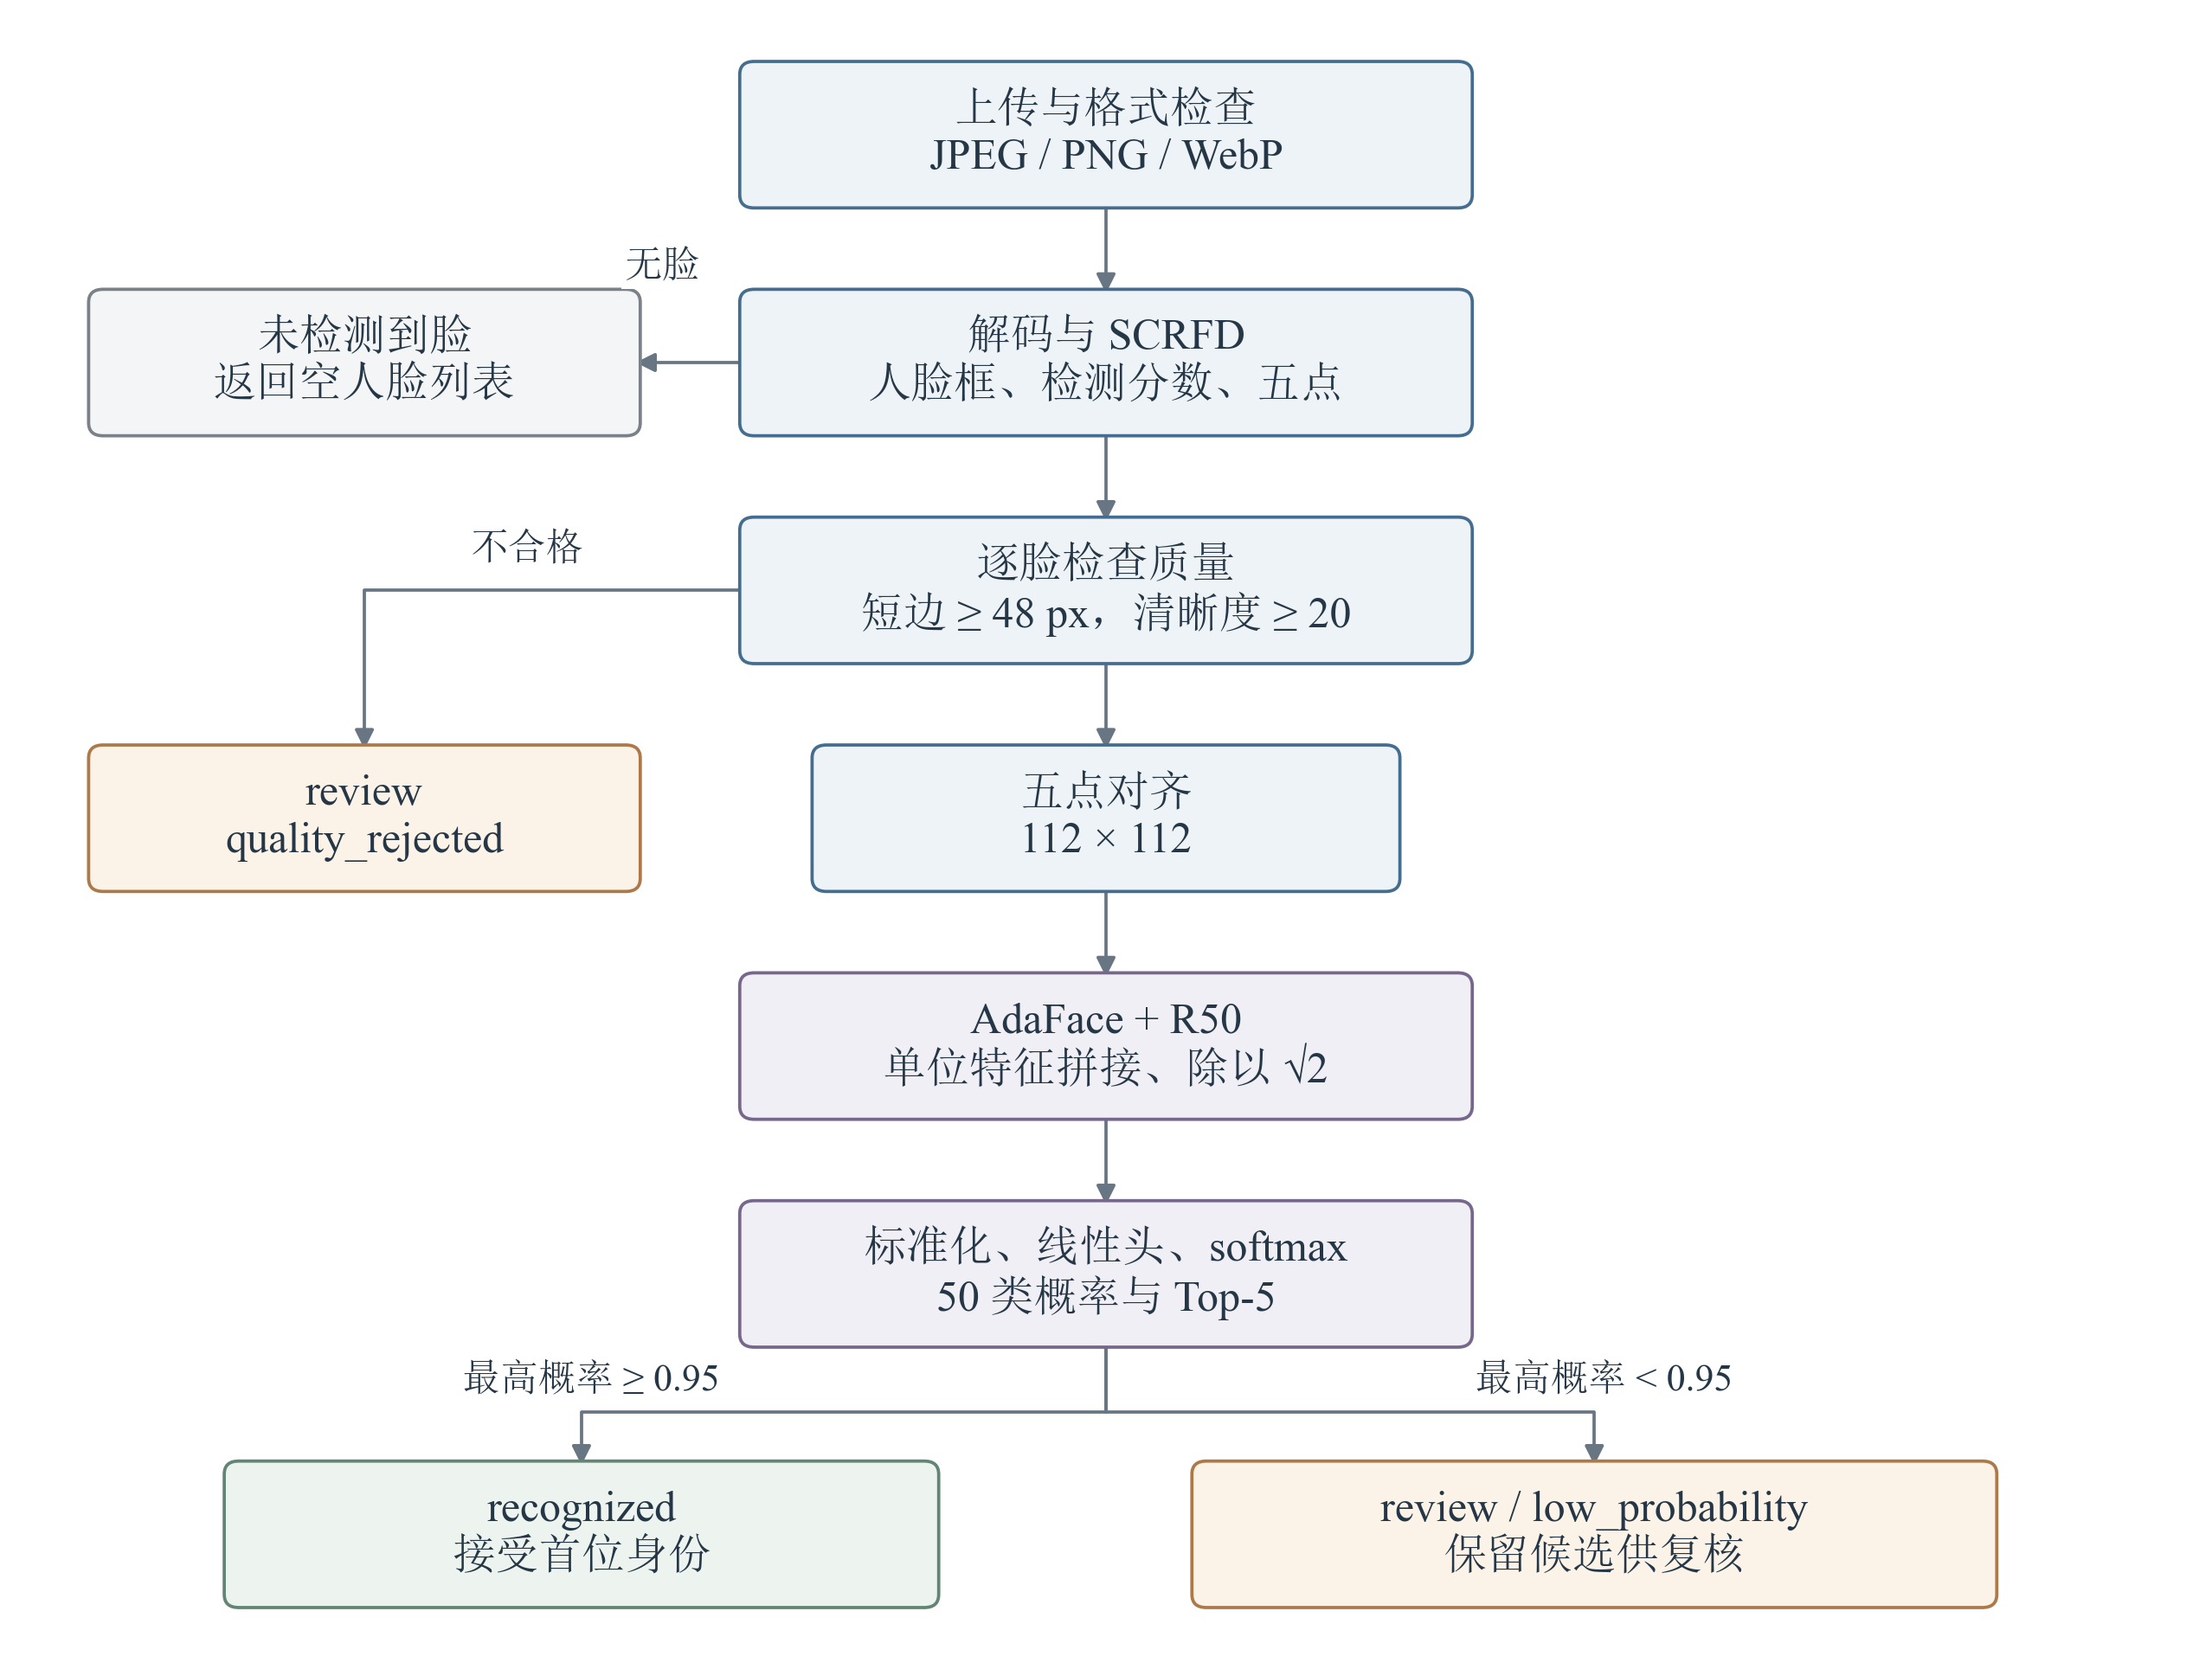 上传与格式检查
JPEG / PNG / WebP
无脸
未检测到脸
返回空人脸列表
解码与 SCRFD
人脸框、检测分数、五点
不合格
逐脸检查质量
短边 ≥ 48 px，清晰度 ≥ 20
review
quality_rejected
五点对齐
112 × 112
AdaFace + R50
单位特征拼接、除以 √2
标准化、线性头、softmax
50 类概率与 Top-5
最高概率 ≥ 0.95
最高概率 < 0.95
recognized
接受首位身份
review / low_probability
保留候选供复核